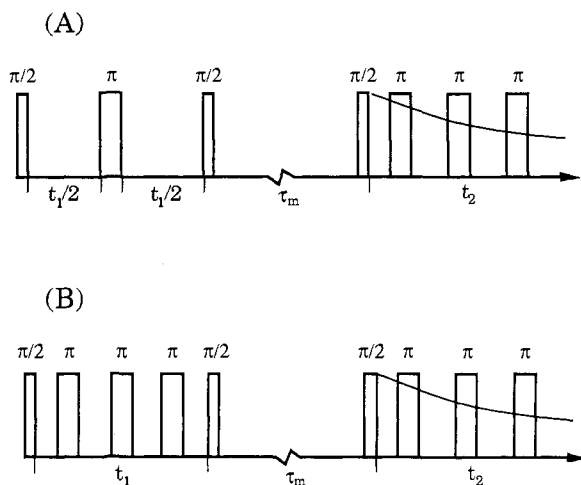 (A)
π/2 π π/2 π/2 π π π
t₁/2 t₁/2 τₘ t₂
(B)
π/2 π π π π/2 π/2 π π π
t₁ τₘ t₂